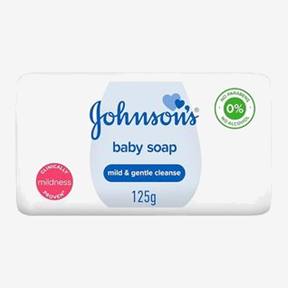 Johnson's
baby soap
mild & gentle cleanse
125g
CLINICALLY
mildness
PROVEN
NO PARABENS
0%
NO ALCOHOL